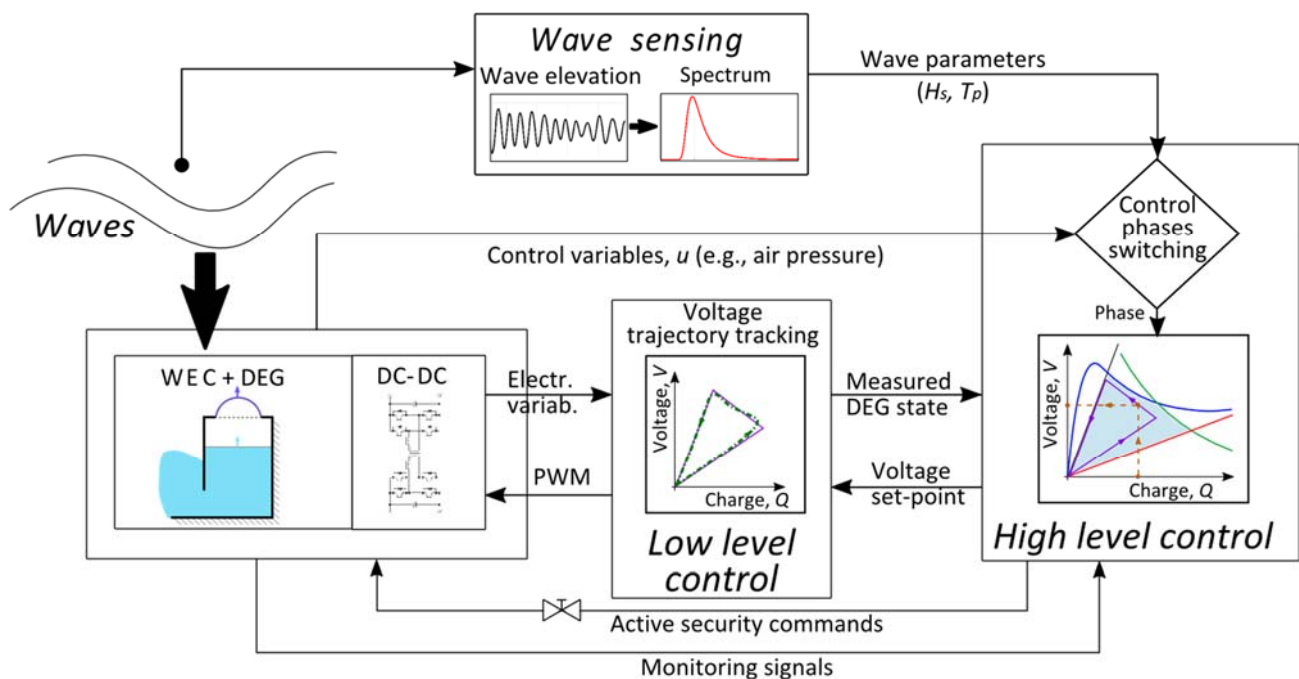 Wave sensing
Wave elevation
Spectrum
Wave parameters
(Hs, Tp)
Waves
Control
phases
switching
Control variables, u (e.g., air pressure)
Phase
Voltage
trajectory tracking
WEC + DEG
DC-DC
Electr.
variab.
PWM
Voltage, V
Charge, Q
Measured
DEG state
Voltage
set-point
Voltage, V
Charge, Q
Low level
control
High level control
Active security commands
Monitoring signals